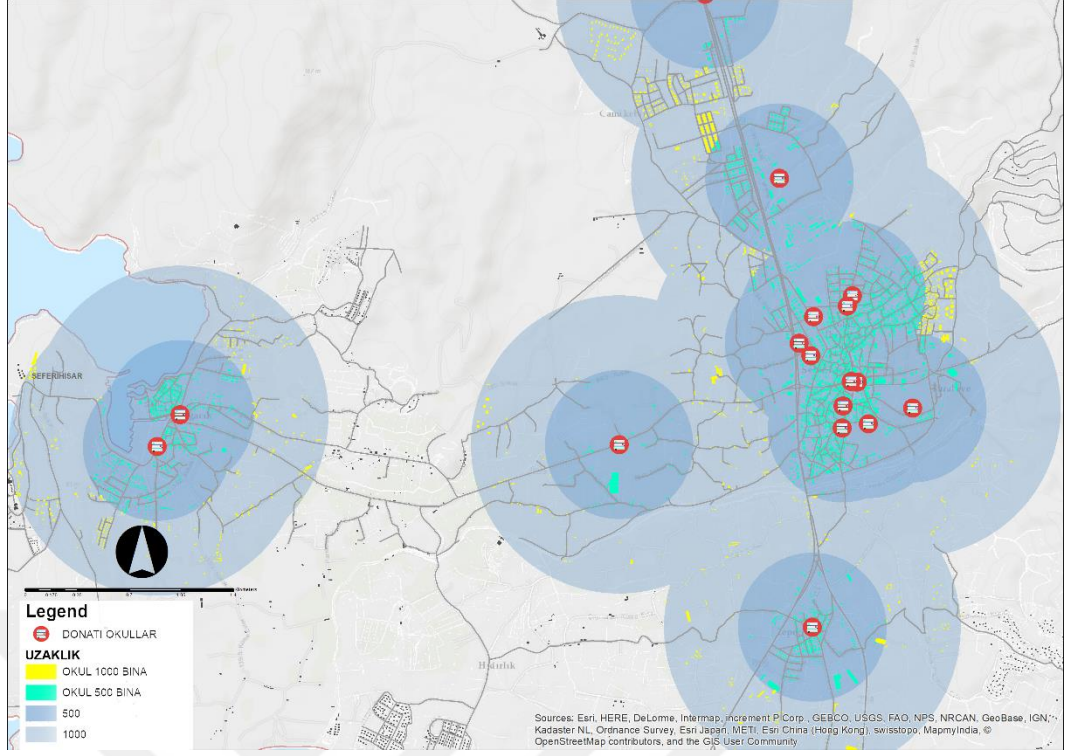 SEFERIHISAR
Legend
DONATI OKULLAR
UZAKLIK
OKUL 1000 BINA
OKUL 500 BINA
500
1000
Sources: Esri, HERE, DeLorme, Intermap, increment P Corp., GEBCO, USGS, FAO, NPS, NRCAN, GeoBase, IGN,
Kadaster NL, Ordnance Survey, Esri Japan, METI, Esri China (Hong Kong), swisstopo, MapmyIndia, ©
OpenStreetMap contributors, and the GIS User Community